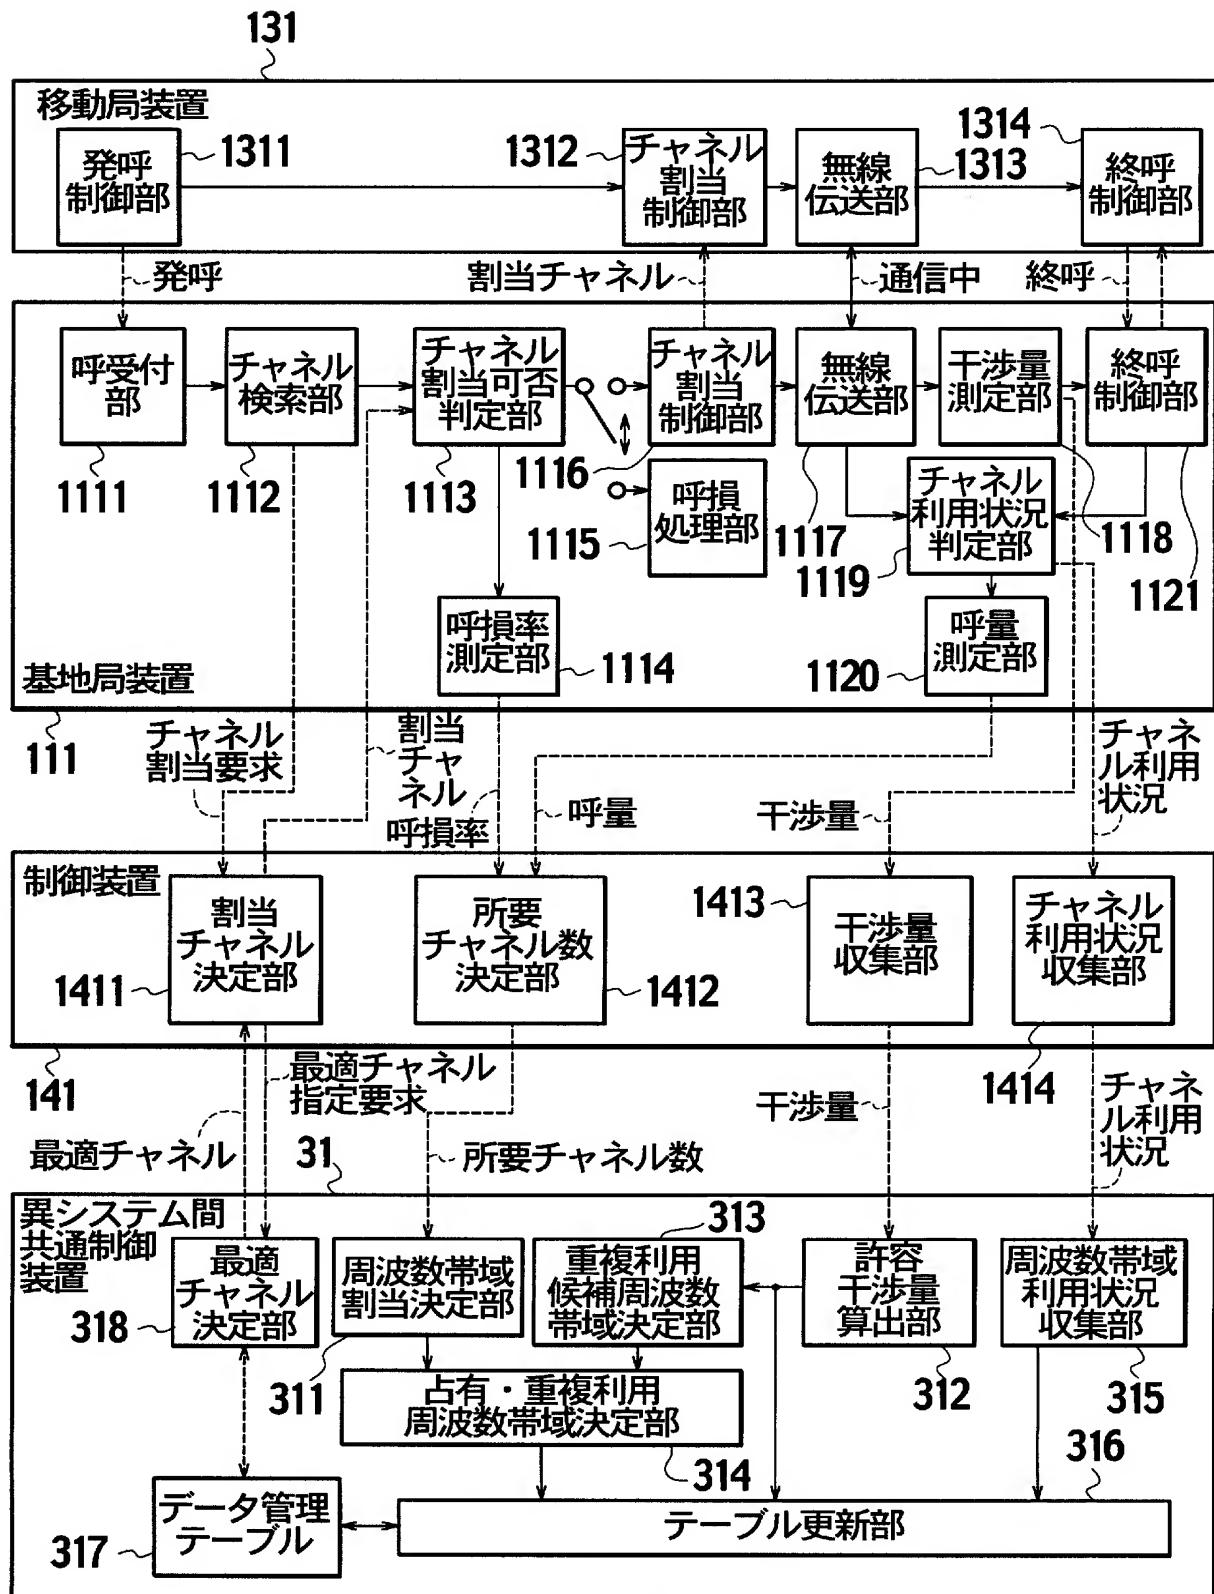 131
移動局装置
発呼
制御部
1311
1312
チャネル
割当
制御部
無線
伝送部
1313
1314
終呼
制御部
発呼
割当チャネル
通信中
終呼
呼受付
部
1111
チャネル
検索部
1112
チャネル
割当可否
判定部
1113
チャネル
割当
制御部
1116
無線
伝送部
1117
干渉量
測定部
1118
終呼
制御部
1121
呼損
処理部
1115
チャネル
利用状況
判定部
1119
呼損率
測定部
1114
呼量
測定部
1120
基地局装置
111
チャネル
割当要求
割当
チャ
ネル
呼損率
呼量
干渉量
チャネ
ル利用
状況
制御装置
割当
チャネル
決定部
1411
所要
チャネル数
決定部
1412
1413
干渉量
収集部
チャネル
利用状況
収集部
1414
141
最適チャネル
指定要求
最適チャネル
所要チャネル数
干渉量
チャネ
ル利用
状況
31
異システム間
共通制御
装置
最適
チャネル
決定部
318
周波数帯域
割当決定部
311
313
重複利用
候補周波数
帯域決定部
許容
干渉量
算出部
312
周波数帯域
利用状況
収集部
315
占有・重複利用
周波数帯域決定部
314
316
データ管理
テーブル
317
テーブル更新部